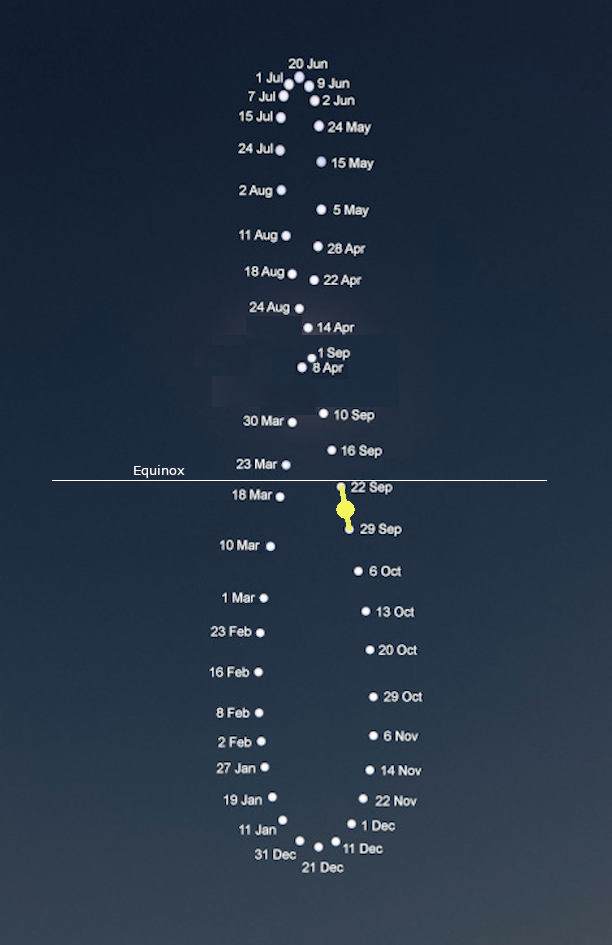 20 Jun
1 Jul
9 Jun
7 Jul
2 Jun
15 Jul
24 May
24 Jul
15 May
2 Aug
5 May
11 Aug
28 Apr
18 Aug
22 Apr
24 Aug
14 Apr
1 Sep
8 Apr
10 Sep
30 Mar
16 Sep
23 Mar
Equinox
22 Sep
18 Mar
29 Sep
10 Mar
6 Oct
1 Mar
13 Oct
23 Feb
20 Oct
16 Feb
29 Oct
8 Feb
6 Nov
2 Feb
27 Jan
14 Nov
19 Jan
22 Nov
11 Jan
1 Dec
31 Dec
11 Dec
21 Dec